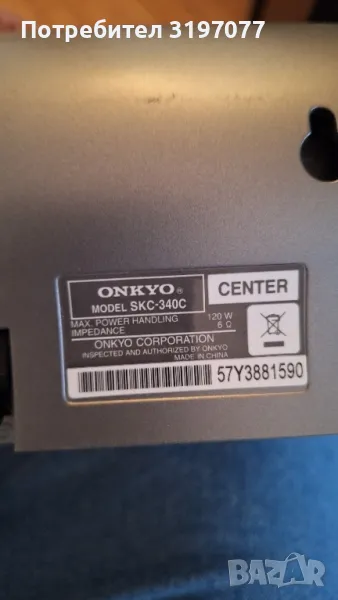 Потребител 3197077
ONKYO®
MODEL SKC-340C
CENTER
MAX. POWER HANDLING 120 W
IMPEDANCE 6 Ω
ONKYO CORPORATION
INSPECTED AND AUTHORIZED BY ONKYO
MADE IN CHINA
57Y3881590
BAZAR